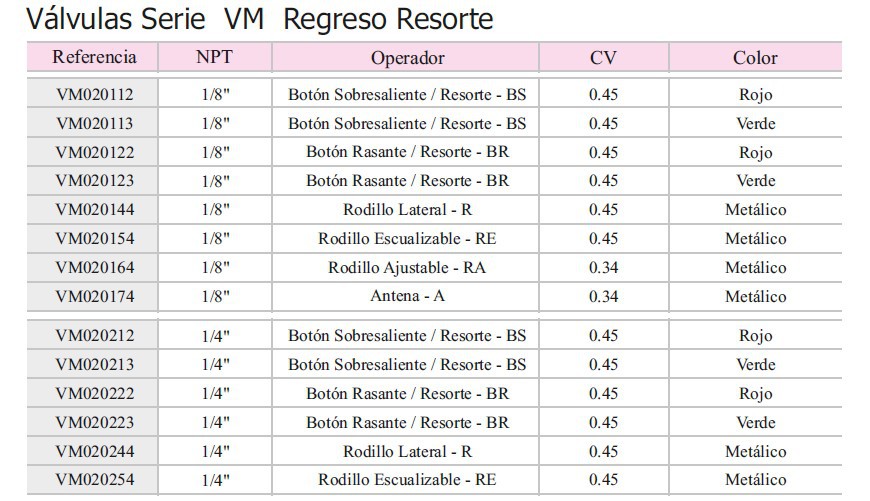 Válvulas Serie VM Regreso Resorte
Referencia NPT Operador CV Color
VM020112 1/8" Botón Sobresaliente / Resorte - BS 0.45 Rojo
VM020113 1/8" Botón Sobresaliente / Resorte - BS 0.45 Verde
VM020122 1/8" Botón Rasante / Resorte - BR 0.45 Rojo
VM020123 1/8" Botón Rasante / Resorte - BR 0.45 Verde
VM020144 1/8" Rodillo Lateral - R 0.45 Metálico
VM020154 1/8" Rodillo Escualizable - RE 0.45 Metálico
VM020164 1/8" Rodillo Ajustable - RA 0.34 Metálico
VM020174 1/8" Antena - A 0.34 Metálico
VM020212 1/4" Botón Sobresaliente / Resorte - BS 0.45 Rojo
VM020213 1/4" Botón Sobresaliente / Resorte - BS 0.45 Verde
VM020222 1/4" Botón Rasante / Resorte - BR 0.45 Rojo
VM020223 1/4" Botón Rasante / Resorte - BR 0.45 Verde
VM020244 1/4" Rodillo Lateral - R 0.45 Metálico
VM020254 1/4" Rodillo Escualizable - RE 0.45 Metálico